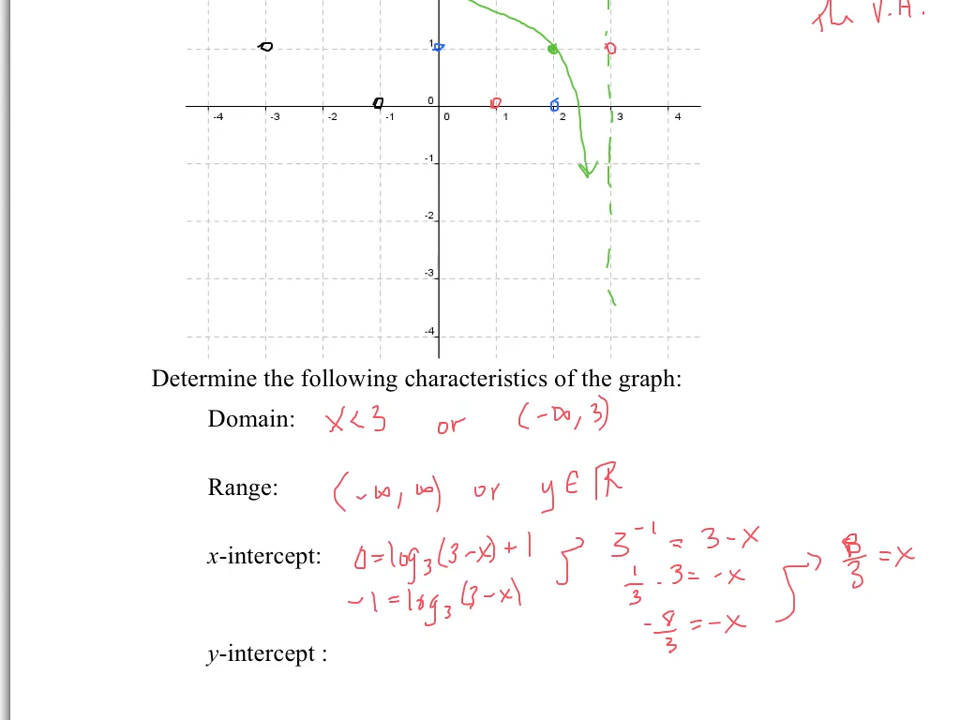 The V.A.
1
0
-4 -3 -2 -1 0 1 2 3 4
-1
-2
-3
-4
Determine the following characteristics of the graph:
Domain: x<3 or (-∞, 3)
Range: (-∞, ∞) or y∈ℝ
x-intercept: 0=log₃(3-x)+1
-1=log₃(3-x)
3⁻¹ = 3-x
1/3 - 3 = -x
-8/3 = -x
8/3 = x
y-intercept :